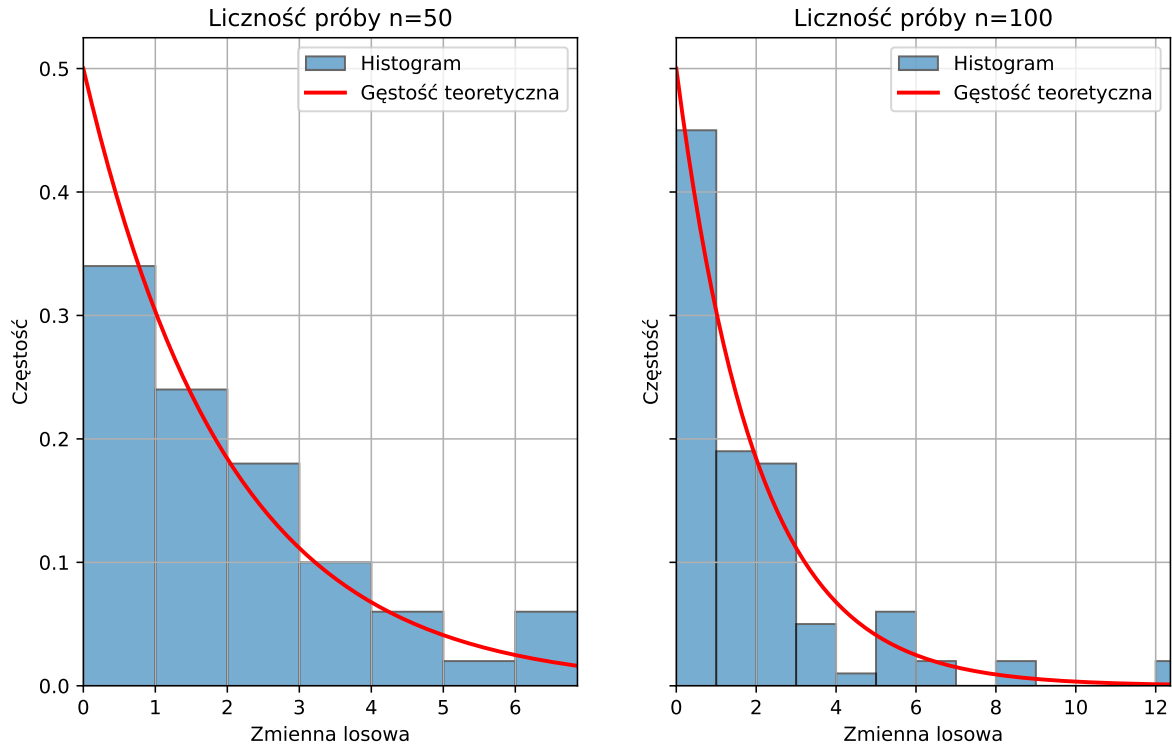 Liczność próby n=50
Histogram
Gęstość teoretyczna
Częstość
0.5
0.4
0.3
0.2
0.1
0.0
0 1 2 3 4 5 6
Zmienna losowa
Liczność próby n=100
Histogram
Gęstość teoretyczna
Częstość
0 2 4 6 8 10 12
Zmienna losowa